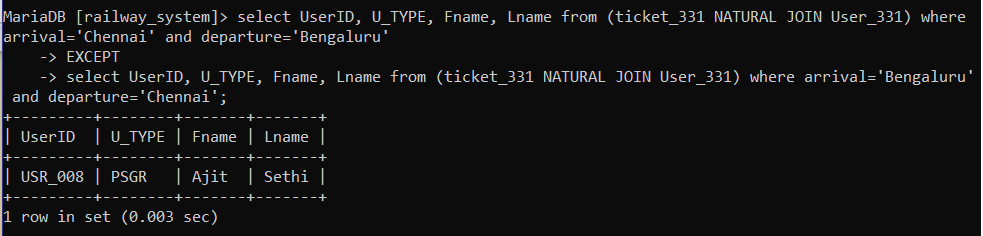 MariaDB [railway_system]> select UserID, U_TYPE, Fname, Lname from (ticket_331 NATURAL JOIN User_331) where
arrival='Chennai' and departure='Bengaluru'
    -> EXCEPT
    -> select UserID, U_TYPE, Fname, Lname from (ticket_331 NATURAL JOIN User_331) where arrival='Bengaluru'
 and departure='Chennai';
+---------+--------+-------+-------+
| UserID  | U_TYPE | Fname | Lname |
+---------+--------+-------+-------+
| USR_008 | PSGR   | Ajit  | Sethi |
+---------+--------+-------+-------+
1 row in set (0.003 sec)